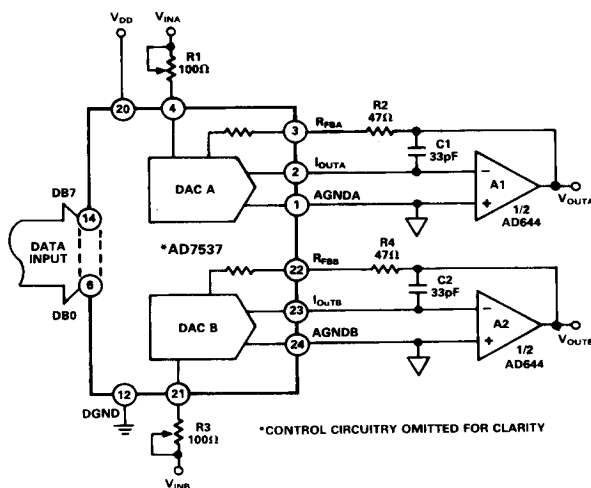 VDD
VINA
R1
100Ω
20
4
RFBA
R2
47Ω
3
C1
33pF
DB7
14
DAC A
2
IOUTA
1
AGNDA
A1
1/2
AD644
VOUTA
DATA
INPUT
*AD7537
RFBB
R4
47Ω
22
C2
33pF
6
DB0
DAC B
23
IOutB
24
AGNDB
A2
1/2
AD644
VOUTB
12
DGND
21
R3
100Ω
VINB
*CONTROL CIRCUITRY OMITTED FOR CLARITY